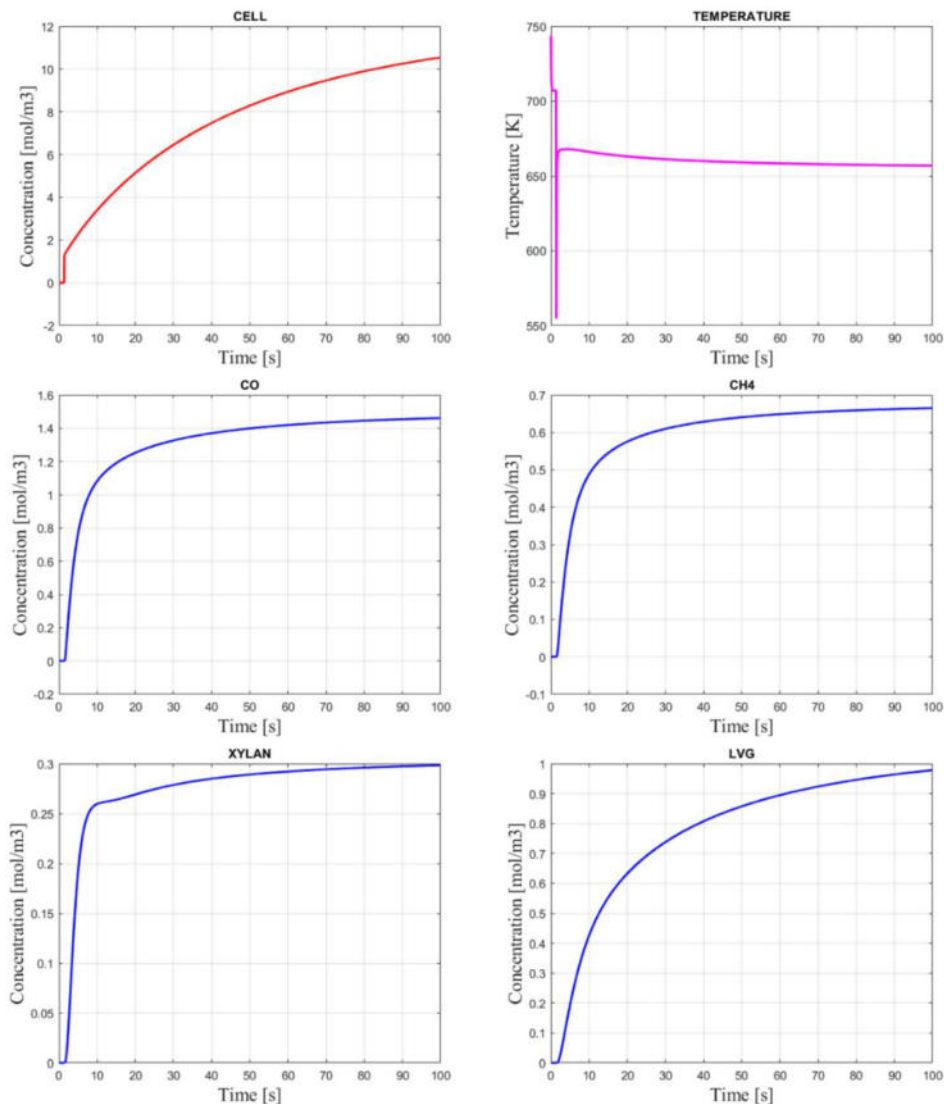 CELL
12
10
8
6
4
2
0
-2
Concentration [mol/m3]
0 10 20 30 40 50 60 70 80 90 100
Time [s]
TEMPERATURE
750
700
650
600
550
Temperature [K]
0 10 20 30 40 50 60 70 80 90 100
Time [s]
CO
1.6
1.4
1.2
1
0.8
0.6
0.4
0.2
0
-0.2
Concentration [mol/m3]
0 10 20 30 40 50 60 70 80 90 100
Time [s]
CH4
0.7
0.6
0.5
0.4
0.3
0.2
0.1
0
-0.1
Concentration [mol/m3]
0 10 20 30 40 50 60 70 80 90 100
Time [s]
XYLAN
0.3
0.25
0.2
0.15
0.1
0.05
0
Concentration [mol/m3]
0 10 20 30 40 50 60 70 80 90 100
Time [s]
LVG
1
0.9
0.8
0.7
0.6
0.5
0.4
0.3
0.2
0.1
0
Concentration [mol/m3]
0 10 20 30 40 50 60 70 80 90 100
Time [s]